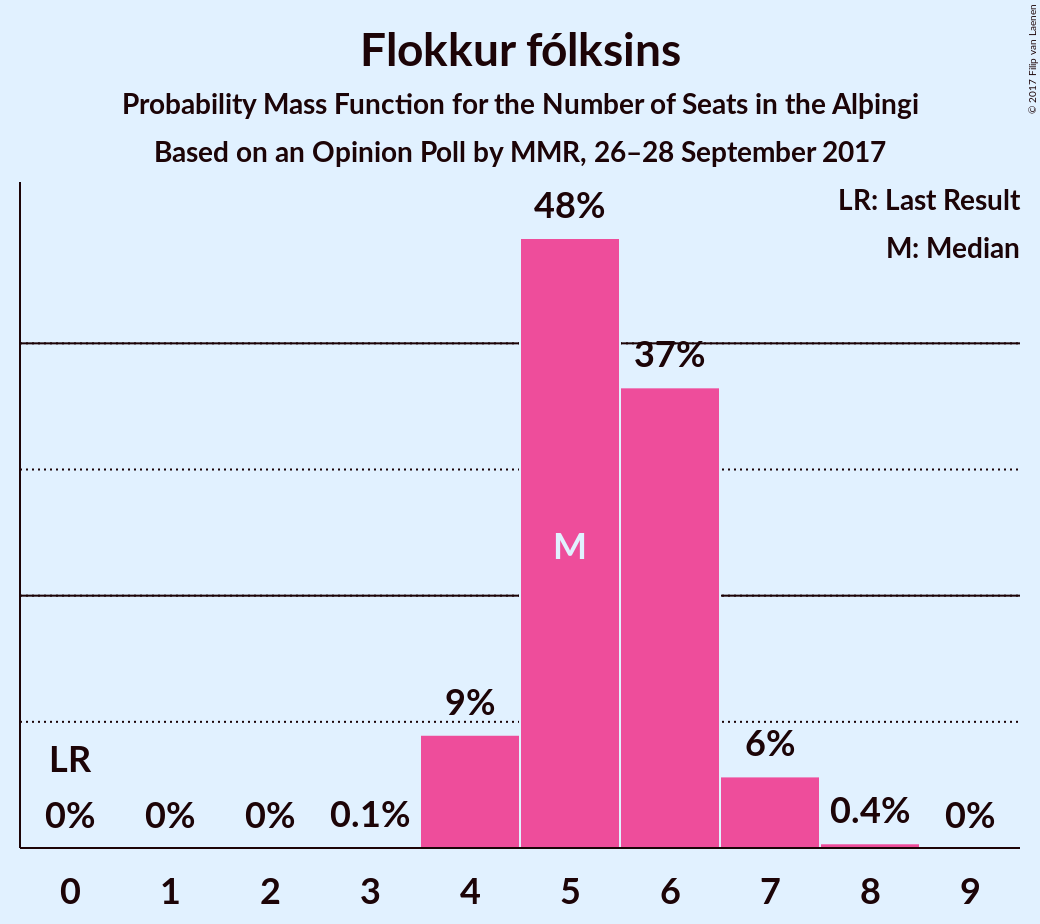 Flokkur fólksins
Probability Mass Function for the Number of Seats in the Alþingi
Based on an Opinion Poll by MMR, 26–28 September 2017
© 2017 Filip van Laenen
LR: Last Result
M: Median
48%
37%
M
9%
6%
LR
0% 0% 0% 0.1% 0.4% 0%
0 1 2 3 4 5 6 7 8 9